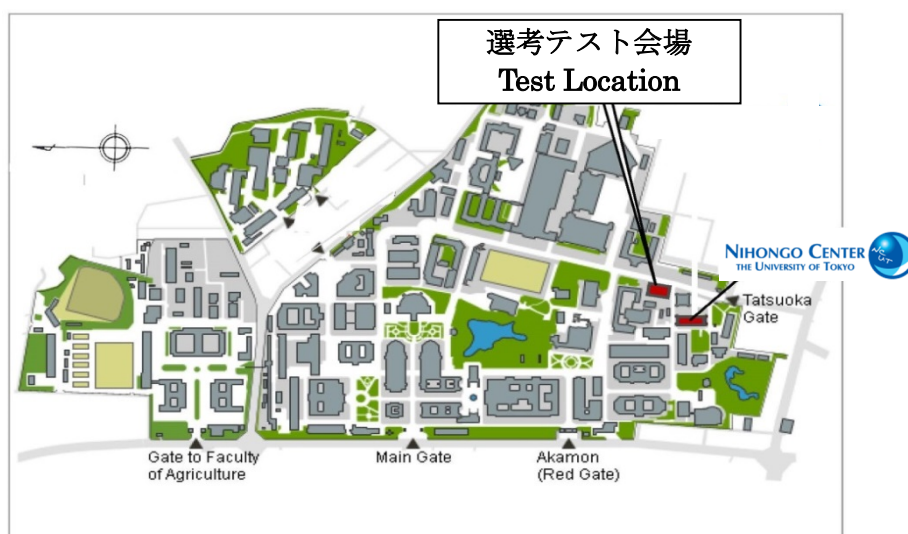 選考テスト会場
Test Location
NIHONGO CENTER
THE UNIVERSITY OF TOKYO
Tatsuoka
Gate
Gate to Faculty
of Agriculture
Main Gate
Akamon
(Red Gate)